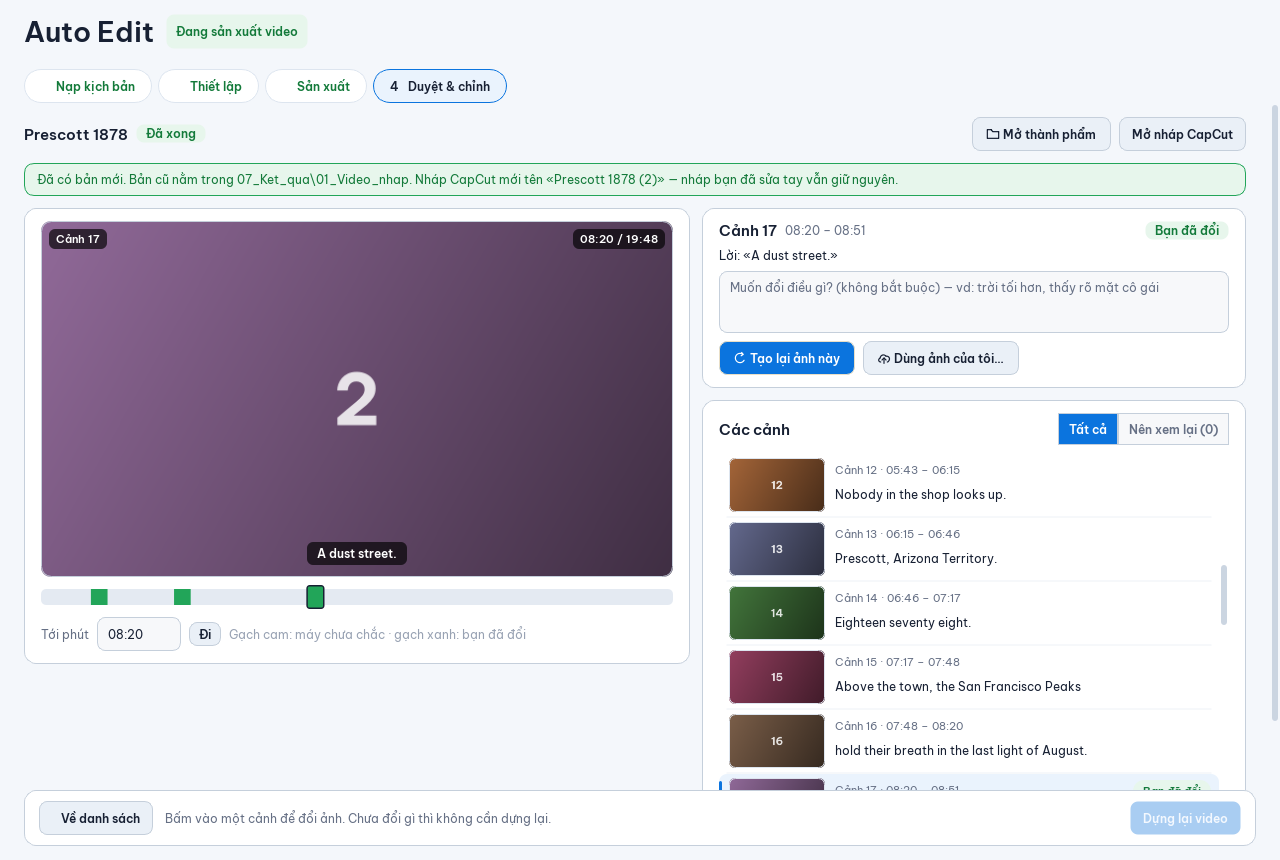 Auto Edit
Đang sản xuất video
Nạp kịch bản
Thiết lập
Sản xuất
4 Duyệt & chỉnh
Prescott 1878
Đã xong
Mở thành phẩm
Mở nháp CapCut
Đã có bản mới. Bản cũ nằm trong 07_Ket_qua\01_Video_nhap. Nháp CapCut mới tên «Prescott 1878 (2)» — nháp bạn đã sửa tay vẫn giữ nguyên.
Cảnh 17
08:20 / 19:48
2
A dust street.
Tới phút
08:20
Đi
Gạch cam: máy chưa chắc · gạch xanh: bạn đã đổi
Cảnh 17 08:20 – 08:51
Bạn đã đổi
Lời: «A dust street.»
Muốn đổi điều gì? (không bắt buộc) — vd: trời tối hơn, thấy rõ mặt cô gái
Tạo lại ảnh này
Dùng ảnh của tôi...
Các cảnh
Tất cả
Nên xem lại (0)
12
Cảnh 12 · 05:43 – 06:15
Nobody in the shop looks up.
13
Cảnh 13 · 06:15 – 06:46
Prescott, Arizona Territory.
14
Cảnh 14 · 06:46 – 07:17
Eighteen seventy eight.
15
Cảnh 15 · 07:17 – 07:48
Above the town, the San Francisco Peaks
16
Cảnh 16 · 07:48 – 08:20
hold their breath in the last light of August.
Cảnh 17 · 08:20 – 08:51
Bạn đã đổi
Về danh sách
Bấm vào một cảnh để đổi ảnh. Chưa đổi gì thì không cần dựng lại.
Dựng lại video